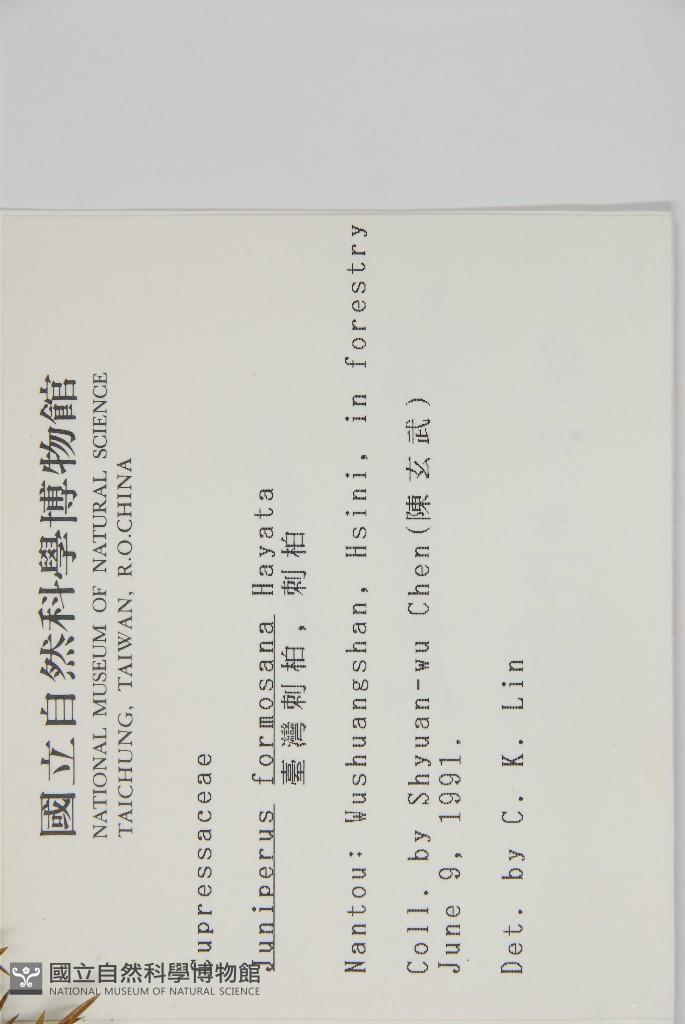 國立自然科學博物館
NATIONAL MUSEUM OF NATURAL SCIENCE
TAICHUNG, TAIWAN, R.O.CHINA
Cupressaceae
Juniperus formosana Hayata
臺灣刺柏, 刺柏
Nantou: Wushuangshan, Hsini, in forestry
Coll. by Shyuan-wu Chen(陳玄武)
June 9, 1991.
Det. by C. K. Lin
國立自然科學博物館
NATIONAL MUSEUM OF NATURAL SCIENCE